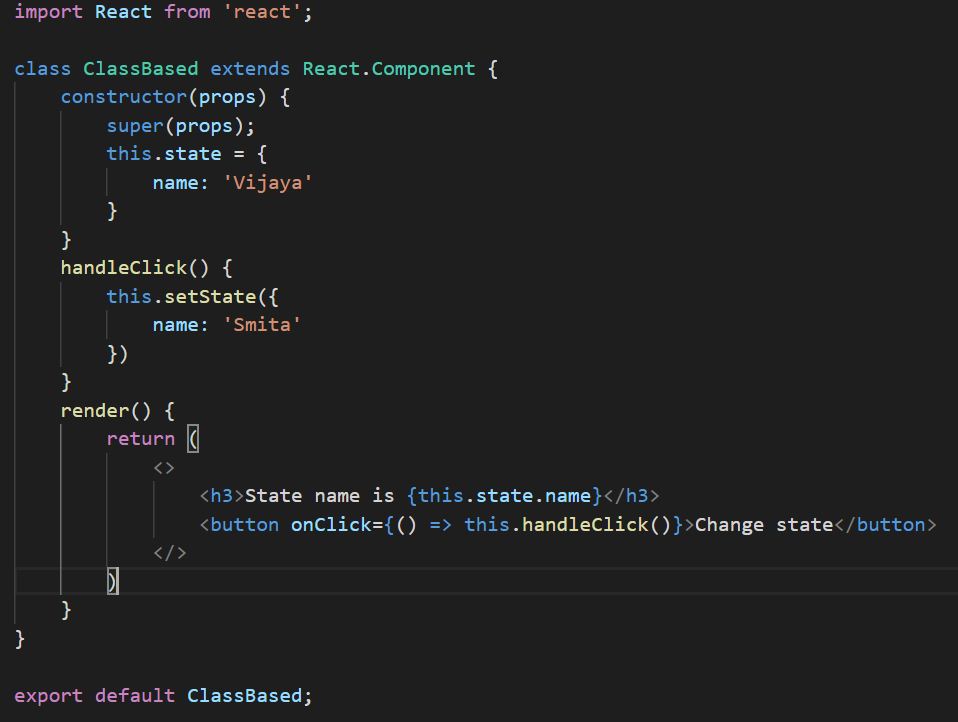 import React from 'react';
class ClassBased extends React.Component {
    constructor(props) {
        super(props);
        this.state = {
            name: 'Vijaya'
        }
    }
    handleClick() {
        this.setState({
            name: 'Smita'
        })
    }
    render() {
        return (
            <>
                <h3>State name is {this.state.name}</h3>
                <button onClick={() => this.handleClick()}>Change state</button>
            </>
        )
    }
}
export default ClassBased;